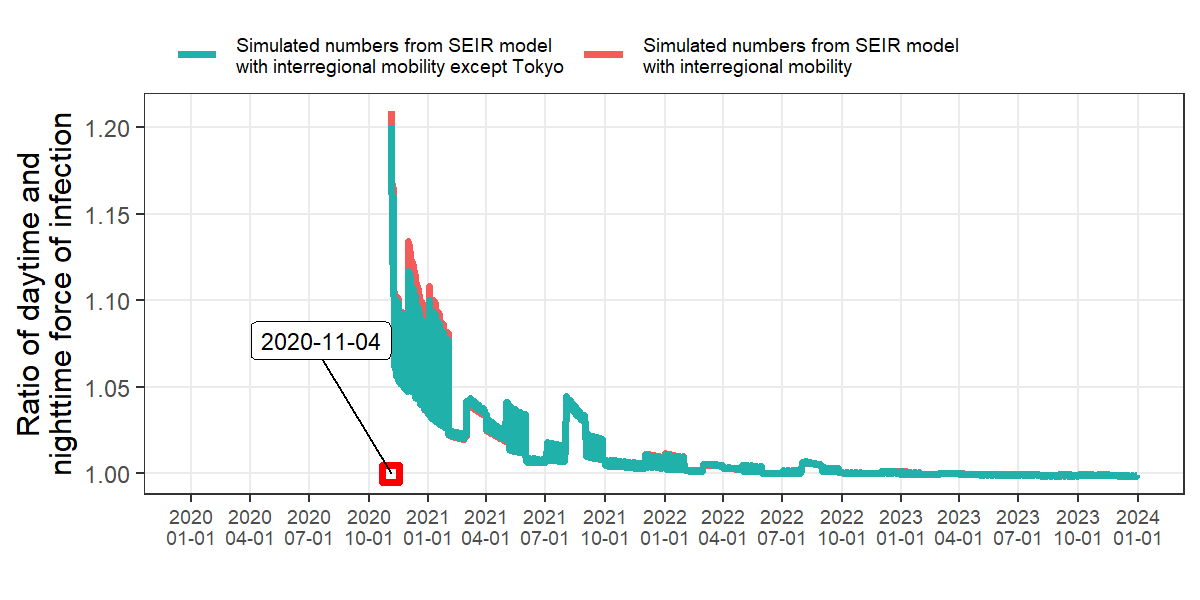 Simulated numbers from SEIR model
with interregional mobility except Tokyo
Simulated numbers from SEIR model
with interregional mobility
Ratio of daytime and
nighttime force of infection
1.20
1.15
1.10
1.05
1.00
2020-11-04
2020 2020 2020 2020 2021 2021 2021 2021 2022 2022 2022 2022 2023 2023 2023 2023 2024
01-01 04-01 07-01 10-01 01-01 04-01 07-01 10-01 01-01 04-01 07-01 10-01 01-01 04-01 07-01 10-01 01-01